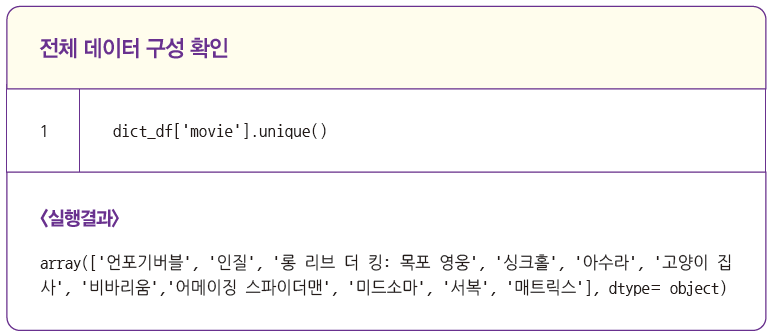 전체 데이터 구성 확인
1 dict_df['movie'].unique()
<실행결과>
array(['언포기버블', '인질', '롱 리브 더 킹: 목포 영웅', '싱크홀', '아수라', '고양이 집
사', '비바리움','어메이징 스파이더맨', '미드소마', '서복', '매트릭스'], dtype= object)